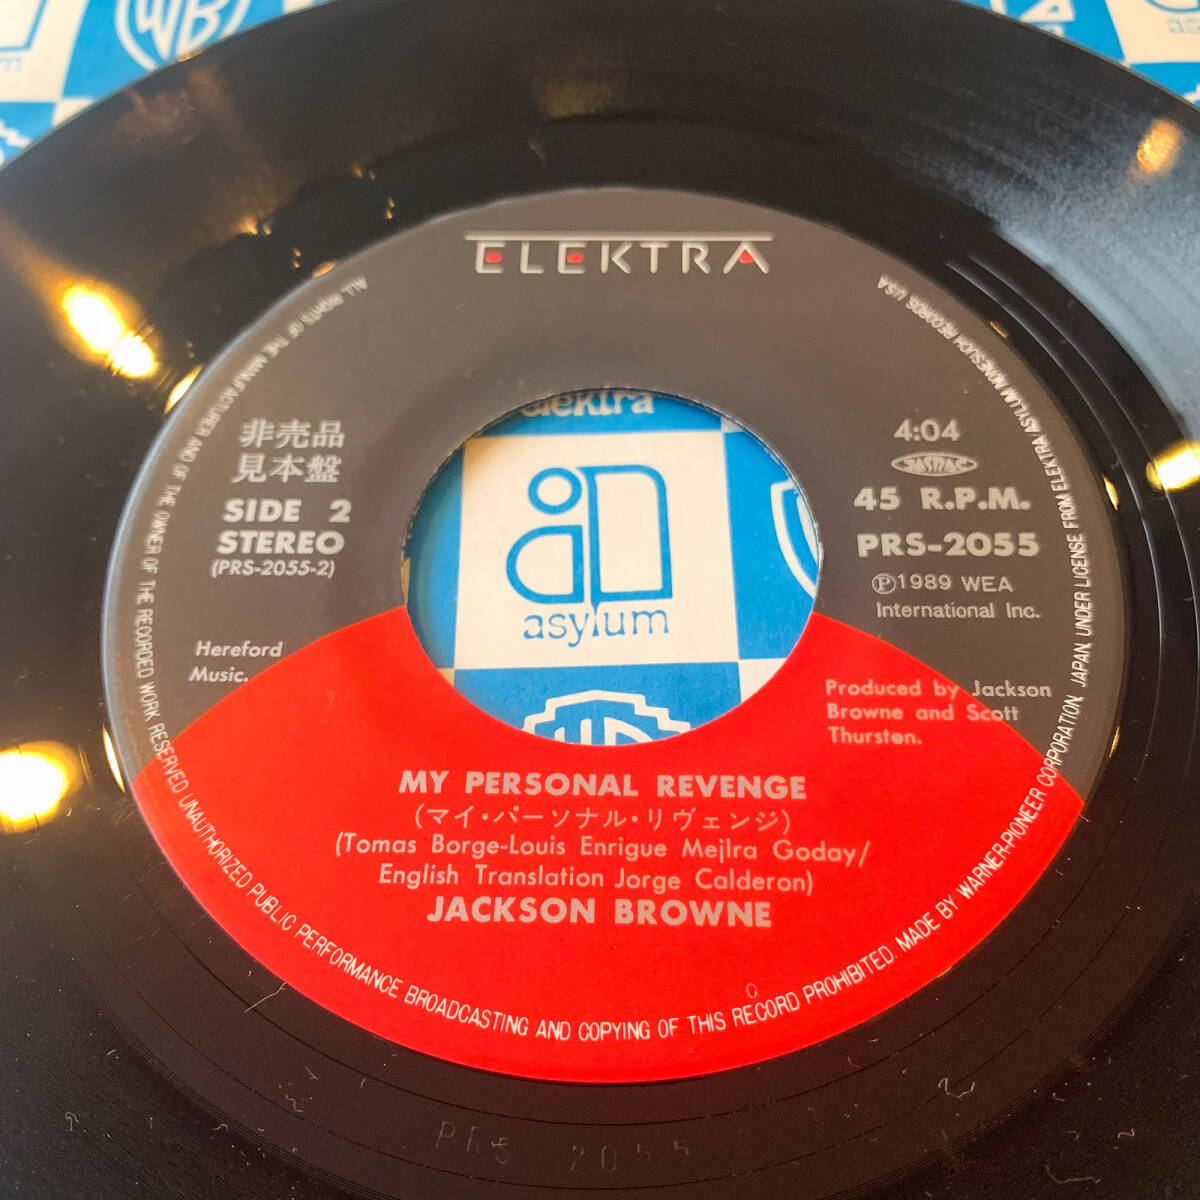 ELEKTRA
ALL RIGHTS OF THE MANUFACTURER AND OF THE OWNER OF THE RECORDED WORK RESERVED UNAUTHORIZED PUBLIC PERFORMANCE BROADCASTING AND COPYING OF THIS RECORD PROHIBITED. MADE BY WARNER-PIONEER CORPORATION, JAPAN, UNDER LICENSE FROM ELEKTRA/ASYLUM/NONESUCH RECORDS, USA
非売品
見本盤
SIDE 2
STEREO
(PRS-2055-2)
Hereford
Music.
4:04
JASRAC
45 R.P.M.
PRS-2055
Ⓟ1989 WEA
International Inc.
Produced by Jackson
Browne and Scott
Thurston.
elektra
asylum
MY PERSONAL REVENGE
(マイ・パーソナル・リヴェンジ)
(Tomas Borge-Louis Enrigue Mejlra Goday/
English Translation Jorge Calderon)
JACKSON BROWNE
PRS 2055